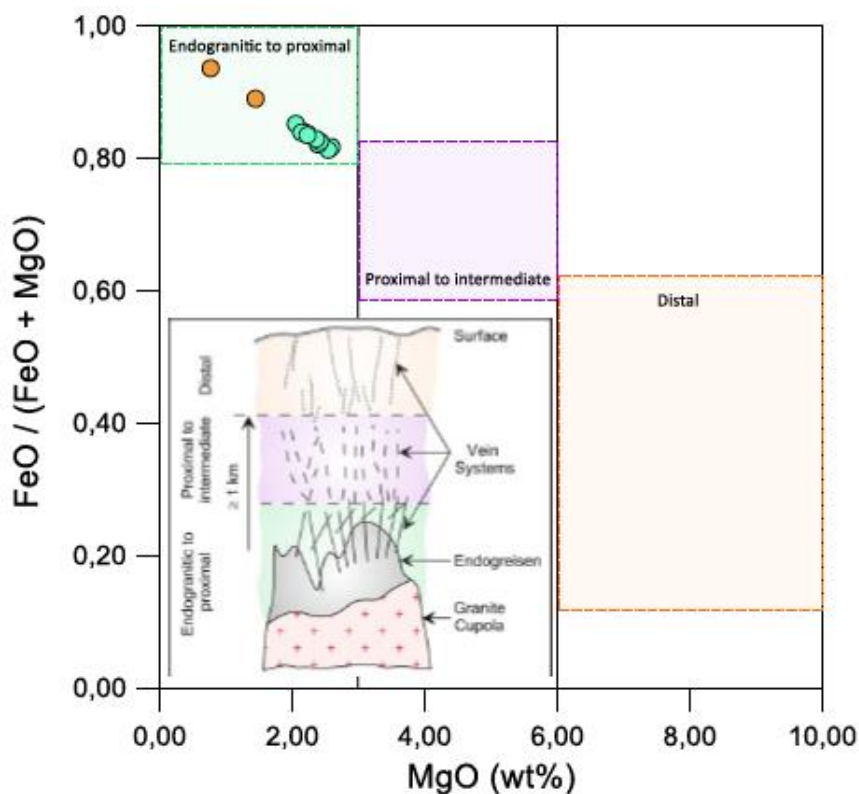 1,00
0,80
0,60
0,40
0,20
0,00
FeO / (FeO + MgO)
Endogranitic to proximal
Proximal to intermediate
Distal
Surface
Distal
Proximal to
intermediate
≥ 1 km
Vein
Systems
Endogranitic to
proximal
Endogreisen
Granite
Cupola
0,00
2,00
4,00
6,00
8,00
10,00
MgO (wt%)